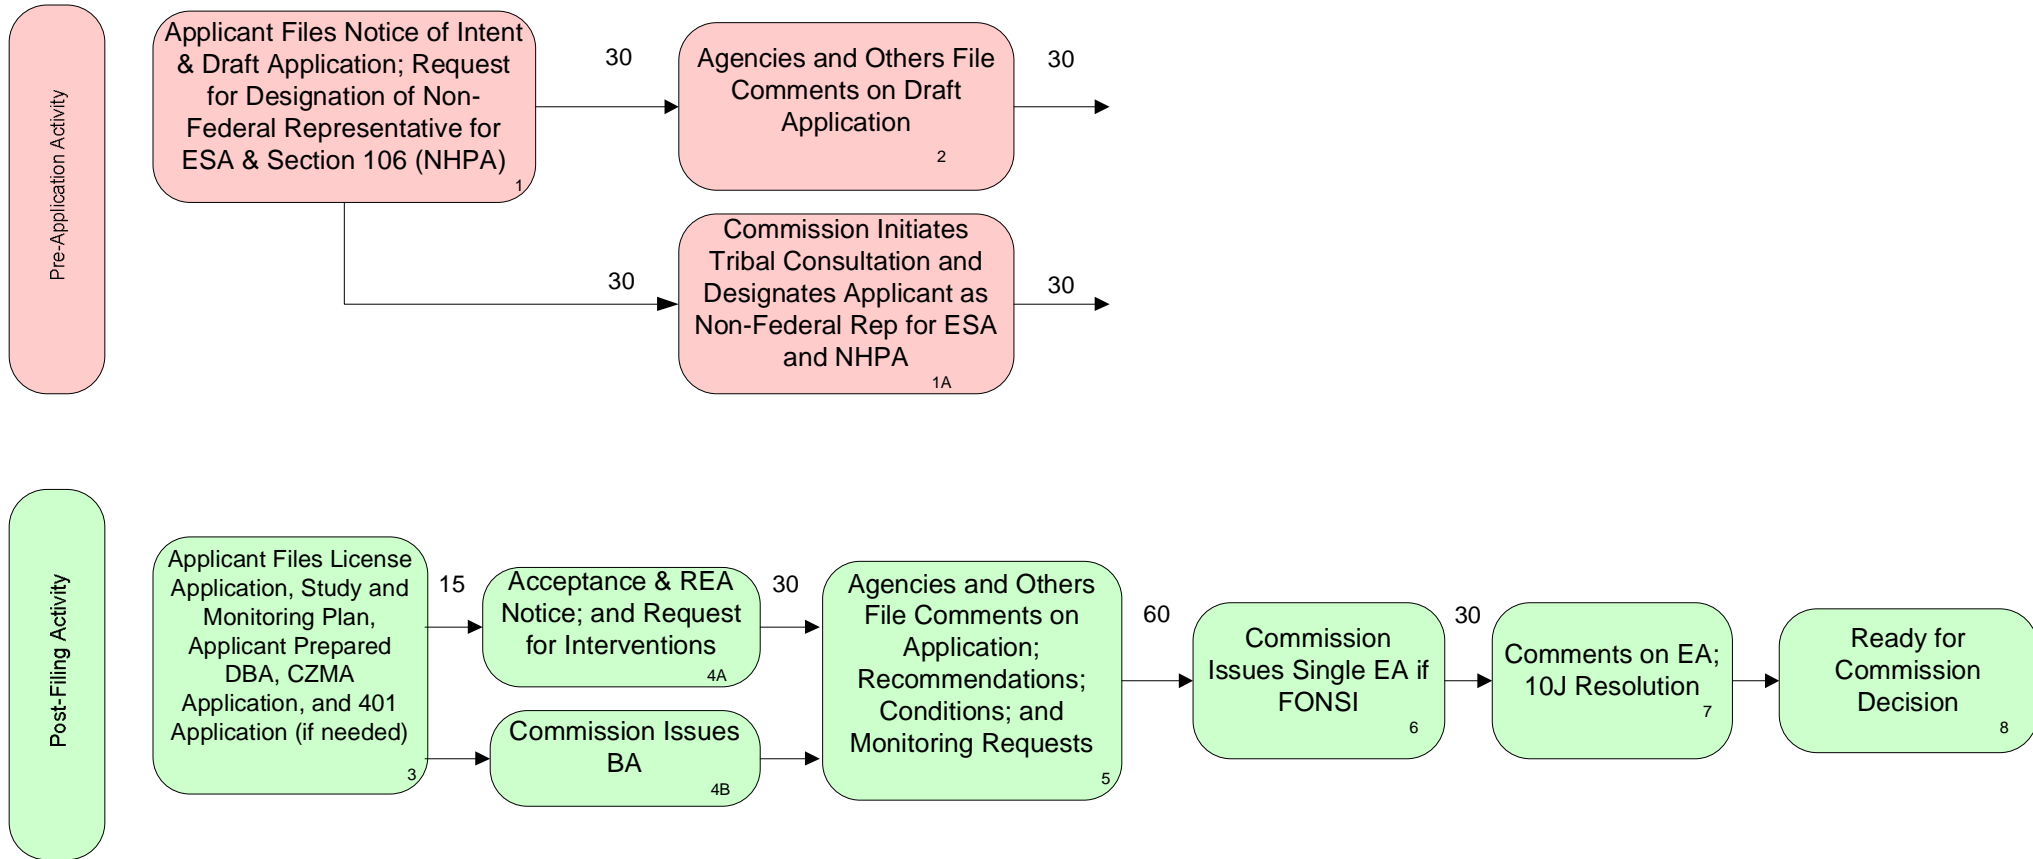 Pre-Application Activity
Applicant Files Notice of Intent
& Draft Application; Request
for Designation of Non-
Federal Representative for
ESA & Section 106 (NHPA)
1
30
Agencies and Others File
Comments on Draft
Application
2
30
30
Commission Initiates
Tribal Consultation and
Designates Applicant as
Non-Federal Rep for ESA
and NHPA
1A
30
Post-Filing Activity
Applicant Files License
Application, Study and
Monitoring Plan,
Applicant Prepared
DBA, CZMA
Application, and 401
Application (if needed)
3
15
Acceptance & REA
Notice; and Request
for Interventions
4A
30
Commission Issues
BA
4B
Agencies and Others
File Comments on
Application;
Recommendations;
Conditions; and
Monitoring Requests
5
60
Commission
Issues Single EA if
FONSI
6
30
Comments on EA;
10J Resolution
7
Ready for
Commission
Decision
8